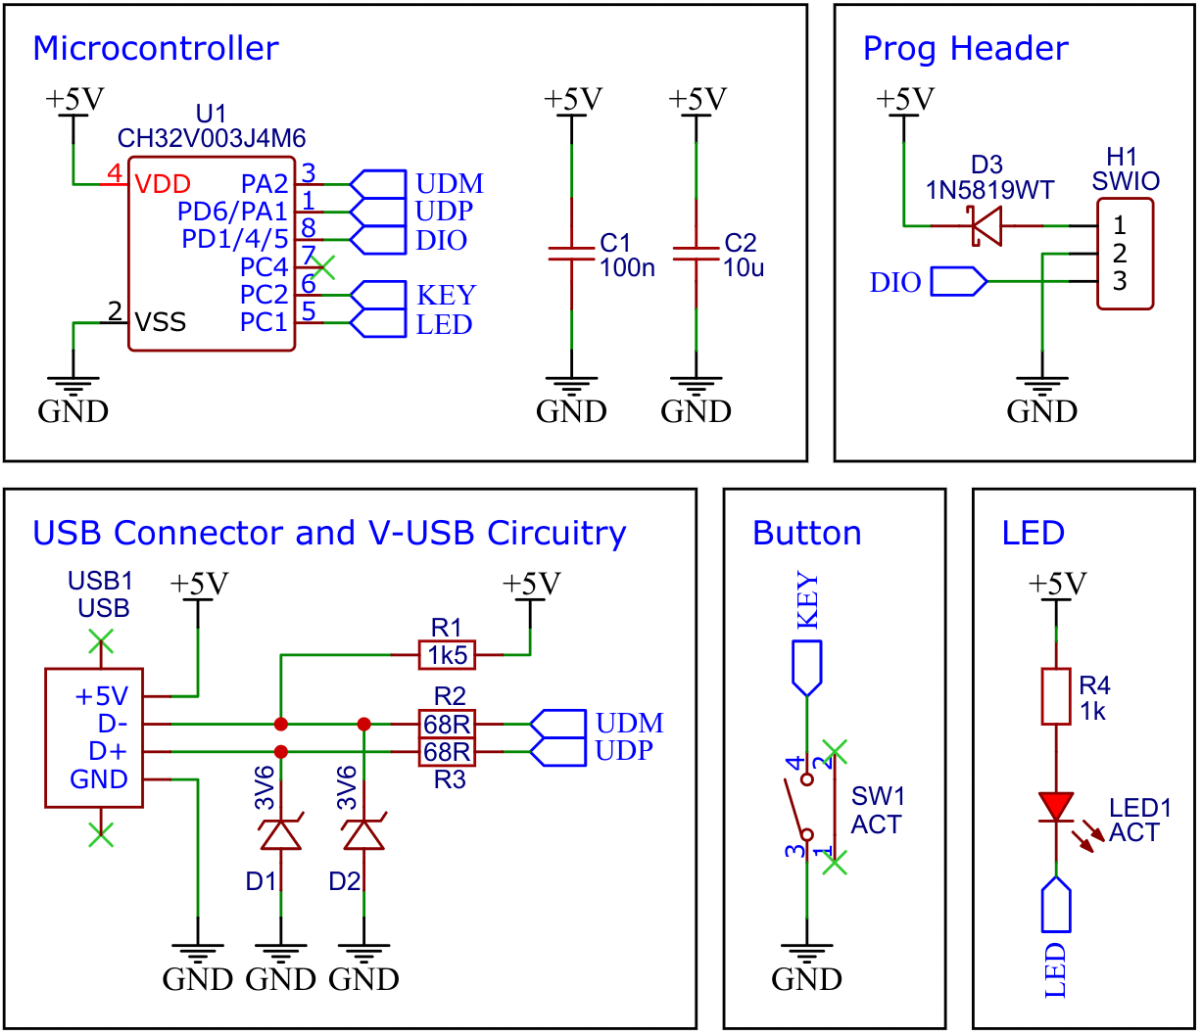 Microcontroller
+5V
U1
CH32V003J4M6
4 VDD
PA2 3 UDM
PD6/PA1 1 UDP
PD1/4/5 8 DIO
PC4 7
PC2 6 KEY
2 VSS
PC1 5 LED
GND
+5V
C1
100n
GND
+5V
C2
10u
GND
Prog Header
+5V
D3
1N5819WT
H1
SWIO
1
2
DIO
3
GND
USB Connector and V-USB Circuitry
USB1
USB
+5V
+5V
R1
1k5
+5V
D-
D+
GND
R2
68R UDM
68R UDP
R3
3V6
3V6
D1
D2
GND
GND
GND
Button
KEY
4
2
SW1
ACT
3
1
GND
LED
+5V
R4
1k
LED1
ACT
LED